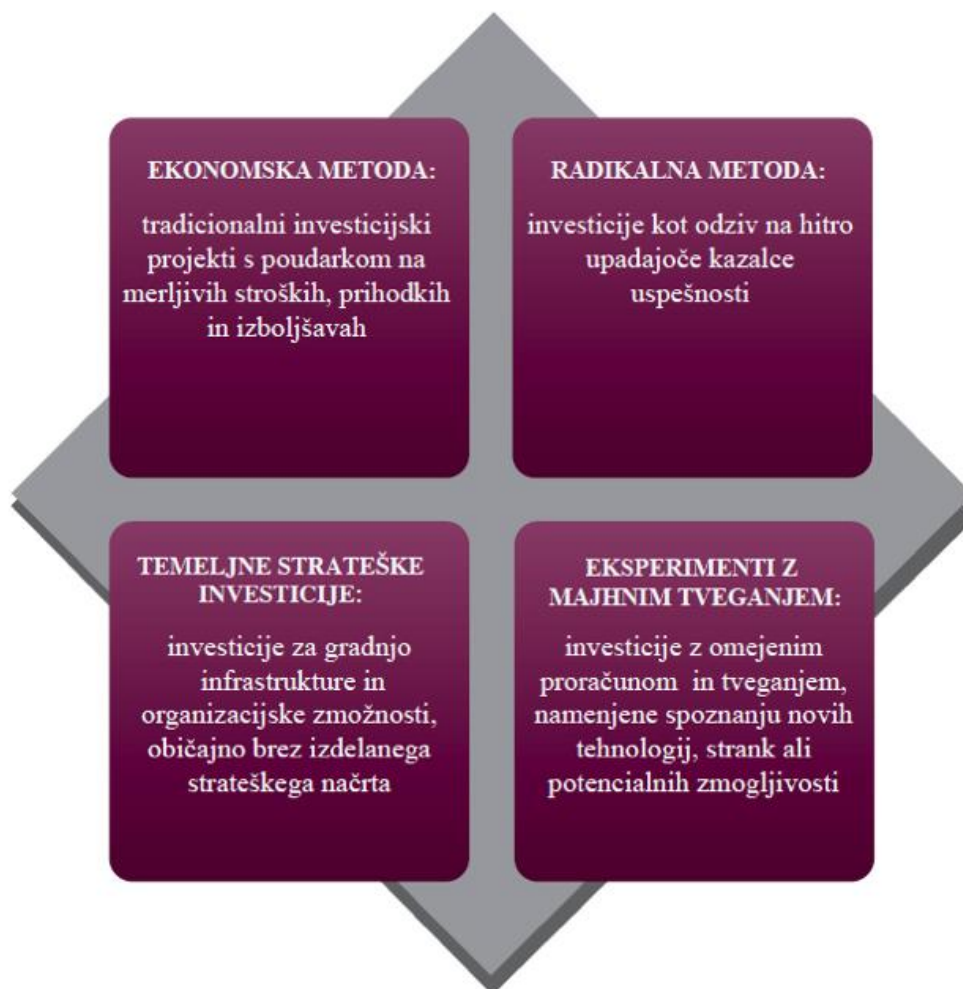 EKONOMSKA METODA:
tradicionalni investicijski
projekti s poudarkom na
merljivih stroških, prihodkih
in izboljšavah
RADIKALNA METODA:
investicije kot odziv na hitro
upadajoče kazalce
uspešnosti
TEMELJNE STRATEŠKE
INVESTICIJE:
investicije za gradnjo
infrastrukture in
organizacijske zmožnosti,
običajno brez izdelanega
strateškega načrta
EKSPERIMENTI Z
MAJHNIM TVEGANJEM:
investicije z omejenim
proračunom in tveganjem,
namenjene spoznanju novih
tehnologij, strank ali
potencialnih zmogljivosti